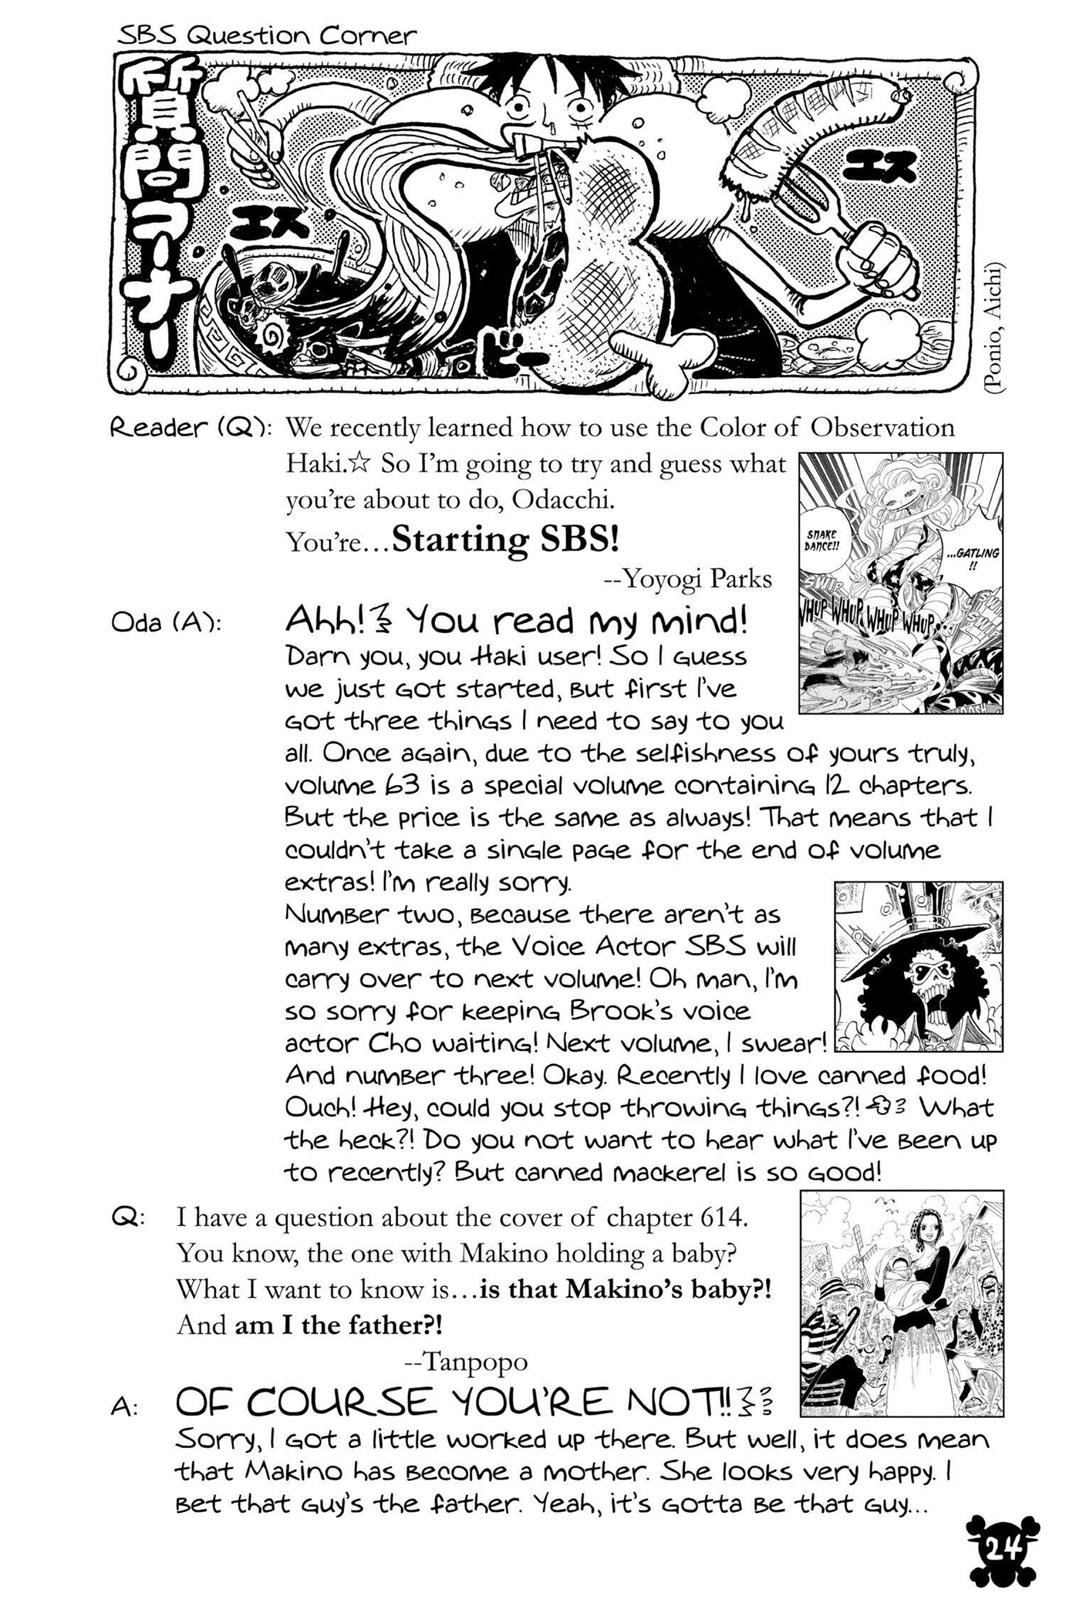 SBS Question Corner
質問コーナー
エス
ビー
エス
(Ponio, Aichi)
Reader (Q): We recently learned how to use the Color of Observation
Haki.☆ So I'm going to try and guess what
you're about to do, Odacchi.
You're...Starting SBS!
--Yoyogi Parks
SNAKE
DANCE!!
...GATLING
!!
WHUP WHUP WHUP WHUP...
Oda (A): Ahh! You read my mind!
Darn you, you Haki user! So I guess
we just got started, but first I've
got three things I need to say to you
all. Once again, due to the selfishness of yours truly,
volume 63 is a special volume containing 12 chapters.
But the price is the same as always! That means that I
couldn't take a single page for the end of volume
extras! I'm really sorry.
Number two, because there aren't as
many extras, the Voice Actor SBS will
carry over to next volume! Oh man, I'm
so sorry for keeping Brook's voice
actor Cho waiting! Next volume, I swear!
And number three! Okay. Recently I love canned food!
Ouch! Hey, could you stop throwing things?! What
the heck?! Do you not want to hear what I've been up
to recently? But canned mackerel is so good!
Q: I have a question about the cover of chapter 614.
You know, the one with Makino holding a baby?
What I want to know is...is that Makino's baby?!
And am I the father?!
--Tanpopo
A: OF COURSE YOU'RE NOT!!
Sorry, I got a little worked up there. But well, it does mean
that Makino has become a mother. She looks very happy. I
bet that guy's the father. Yeah, it's gotta be that guy...
24